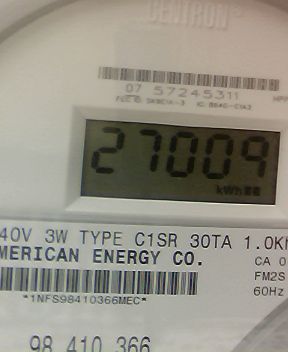 CENTRON®
07 57245311
27009
kWh
40V 3W TYPE C1SR 30TA 1.0Kh
MERICAN ENERGY CO.
CA 0
FM2S
60Hz
*1NFS98410366MEC*
98 410 366